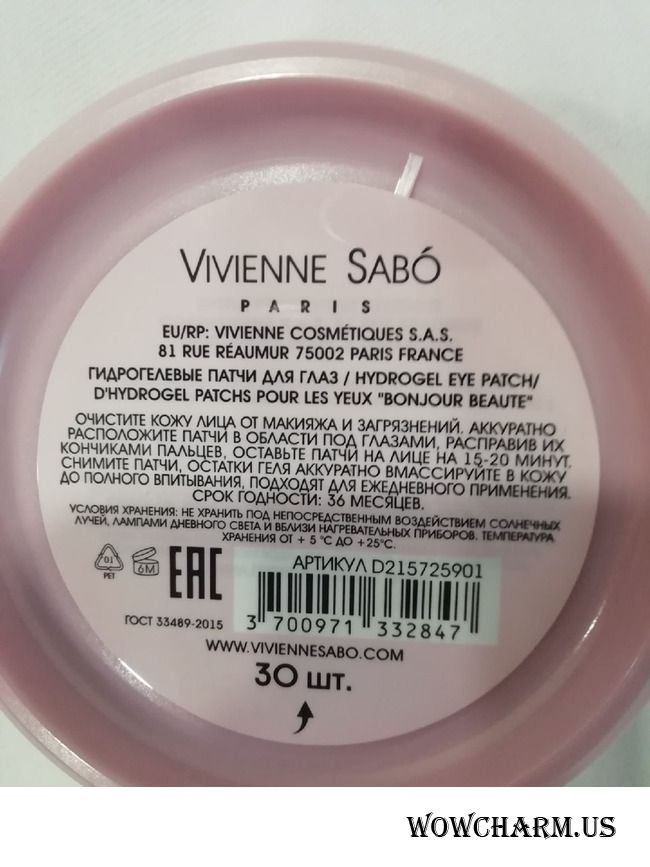 VIVIENNE SABÓ
PARIS
EU/RP: VIVIENNE COSMÉTIQUES S.A.S.
81 RUE RÉAUMUR 75002 PARIS FRANCE
ГИДРОГЕЛЕВЫЕ ПАТЧИ ДЛЯ ГЛАЗ / HYDROGEL EYE PATCH/
D'HYDROGEL PATCHS POUR LES YEUX "BONJOUR BEAUTE"
ОЧИСТИТЕ КОЖУ ЛИЦА ОТ МАКИЯЖА И ЗАГРЯЗНЕНИЙ. АККУРАТНО
РАСПОЛОЖИТЕ ПАТЧИ В ОБЛАСТИ ПОД ГЛАЗАМИ, РАСПРАВИВ ИХ
КОНЧИКАМИ ПАЛЬЦЕВ, ОСТАВЬТЕ ПАТЧИ НА ЛИЦЕ НА 15-20 МИНУТ.
СНИМИТЕ ПАТЧИ, ОСТАТКИ ГЕЛЯ АККУРАТНО ВМАССИРУЙТЕ В КОЖУ
ДО ПОЛНОГО ВПИТЫВАНИЯ, ПОДХОДЯТ ДЛЯ ЕЖЕДНЕВНОГО ПРИМЕНЕНИЯ.
СРОК ГОДНОСТИ: 36 МЕСЯЦЕВ.
УСЛОВИЯ ХРАНЕНИЯ: НЕ ХРАНИТЬ ПОД НЕПОСРЕДСТВЕННЫМ ВОЗДЕЙСТВИЕМ СОЛНЕЧНЫХ
ЛУЧЕЙ, ЛАМПАМИ ДНЕВНОГО СВЕТА И ВБЛИЗИ НАГРЕВАТЕЛЬНЫХ ПРИБОРОВ. ТЕМПЕРАТУРА
ХРАНЕНИЯ ОТ + 5 °C ДО +25°C.
АРТИКУЛ D215725901
01
PET
6M
EAC
ГОСТ 33489-2015
3 700971 332847
WWW.VIVIENNESABO.COM
30 ШТ.
WOWCHARM.US